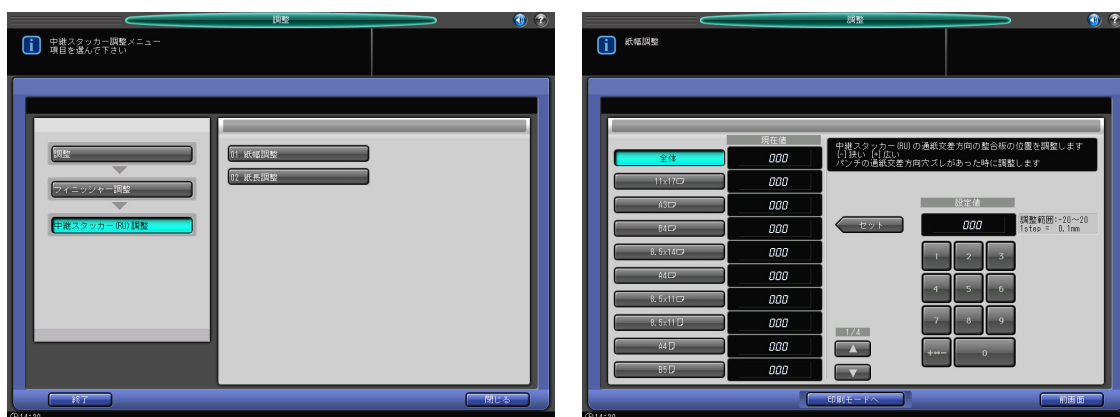 調整
中継スタッカー調整メニュー
項目を選んで下さい
調整
フィニッシャー調整
中継スタッカー(RU)調整
01 紙幅調整
02 紙長調整
終了
閉じる
14:30
調整
紙幅調整
現在値
全体 000
11x17 000
A3 000
B4 000
8.5x14 000
A4 000
8.5x11 000
8.5x11 000
A4 000
B5 000
中継スタッカー(RU)の通紙交差方向の整合板の位置を調整します
[-]狭い [+]広い
パンチの通紙交差方向穴ズレがあった時に調整します
設定値
セット
000
調整範囲:-20~20
1step = 0.1mm
1 2 3
4 5 6
7 8 9
+↔- 0
1/4
印刷モードへ
前画面
14:30